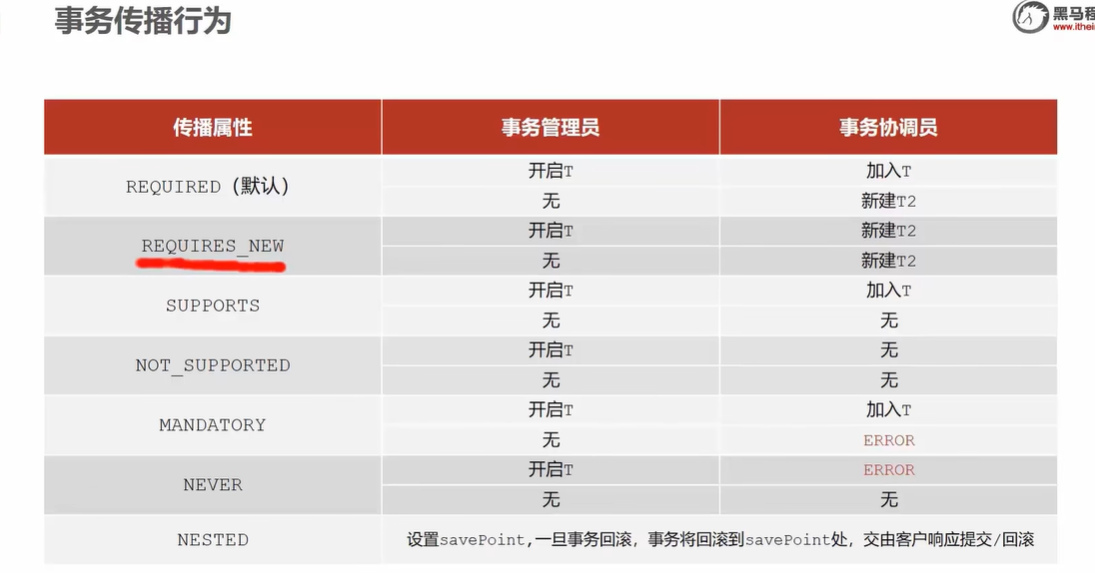 事务传播行为
黑马程
www.ithei
传播属性 事务管理员 事务协调员
REQUIRED（默认） 开启T 加入T
无 新建T2
REQUIRES_NEW 开启T 新建T2
无 新建T2
SUPPORTS 开启T 加入T
无 无
NOT_SUPPORTED 开启T 无
无 无
MANDATORY 开启T 加入T
无 ERROR
NEVER 开启T ERROR
无 无
NESTED 设置savePoint,一旦事务回滚，事务将回滚到savePoint处，交由客户响应提交/回滚